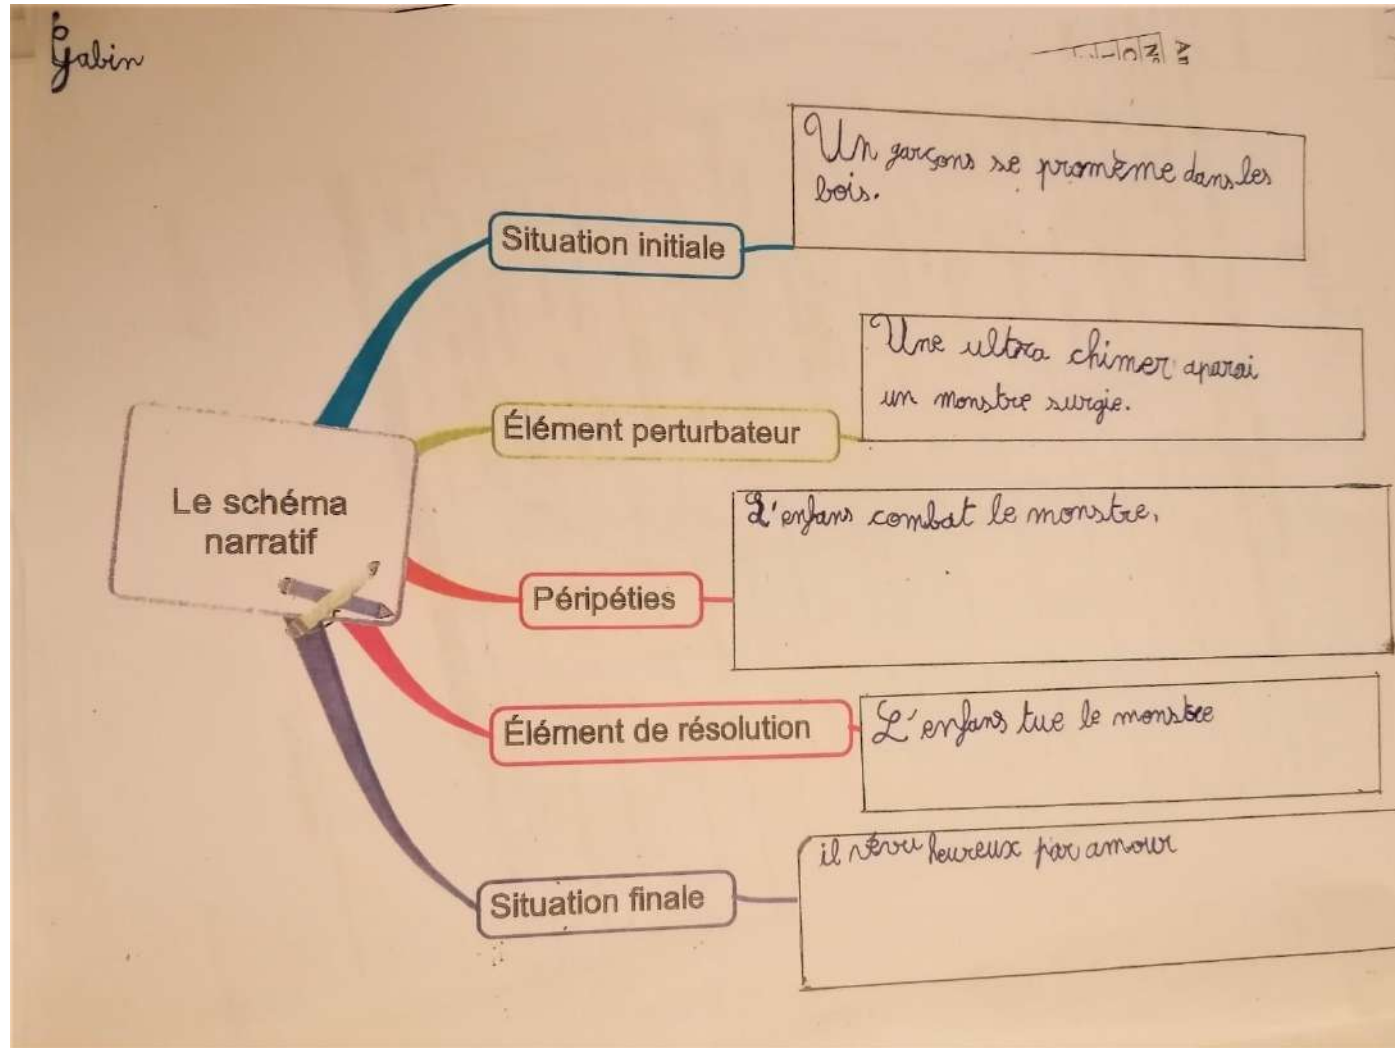 Gabin
Situation initiale
Un garçons se promème dans les
bois.
Élément perturbateur
Une ultra chimer aparai
un monstre surgie.
Le schéma
narratif
Péripéties
L'enfans combat le monstre.
Élément de résolution
L'enfans tue le monstre
Situation finale
il heureux par amour